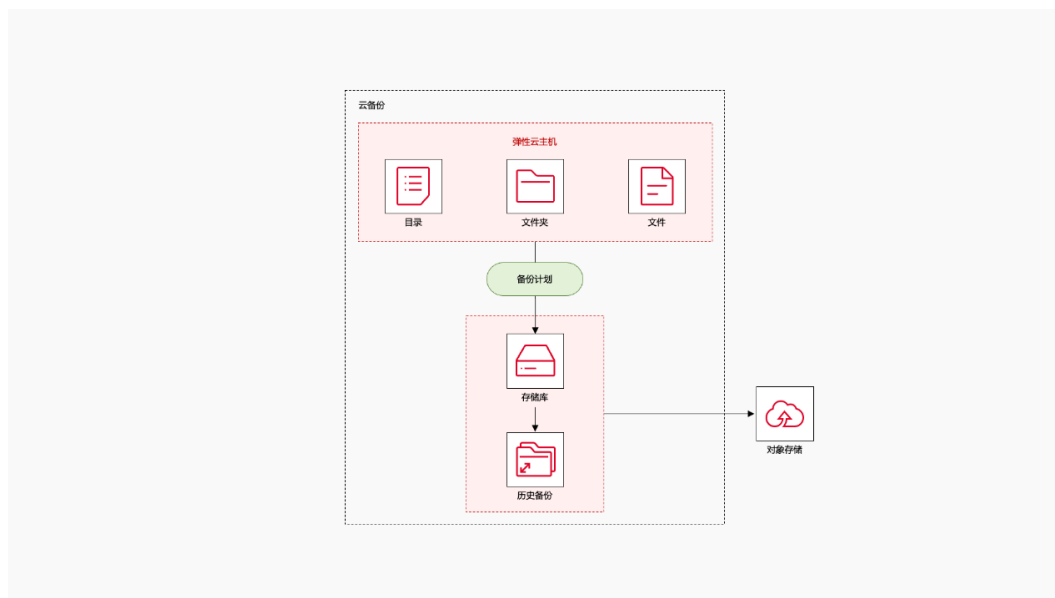 云备份
弹性云主机
目录
文件夹
文件
备份计划
存储库
历史备份
对象存储